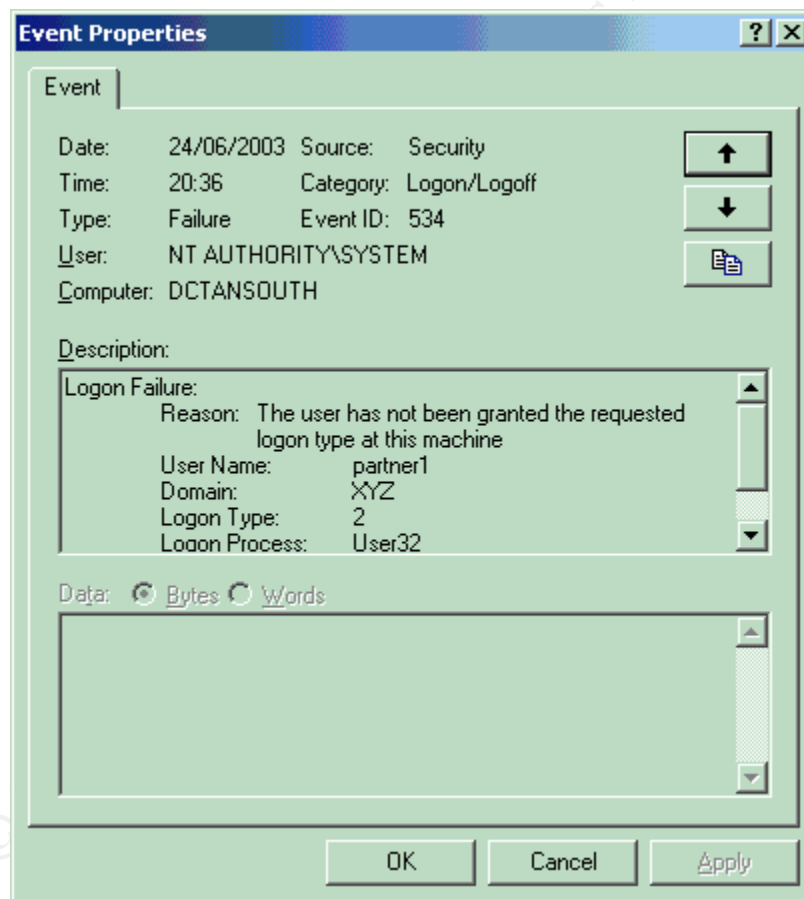 Event Properties
Event
Date: 24/06/2003 Source: Security
Time: 20:36 Category: Logon/Logoff
Type: Failure Event ID: 534
User: NT AUTHORITY\SYSTEM
Computer: DCTANSOUTH
Description:
Logon Failure:
Reason: The user has not been granted the requested
logon type at this machine
User Name: partner1
Domain: XYZ
Logon Type: 2
Logon Process: User32
Data: Bytes Words
OK Cancel Apply